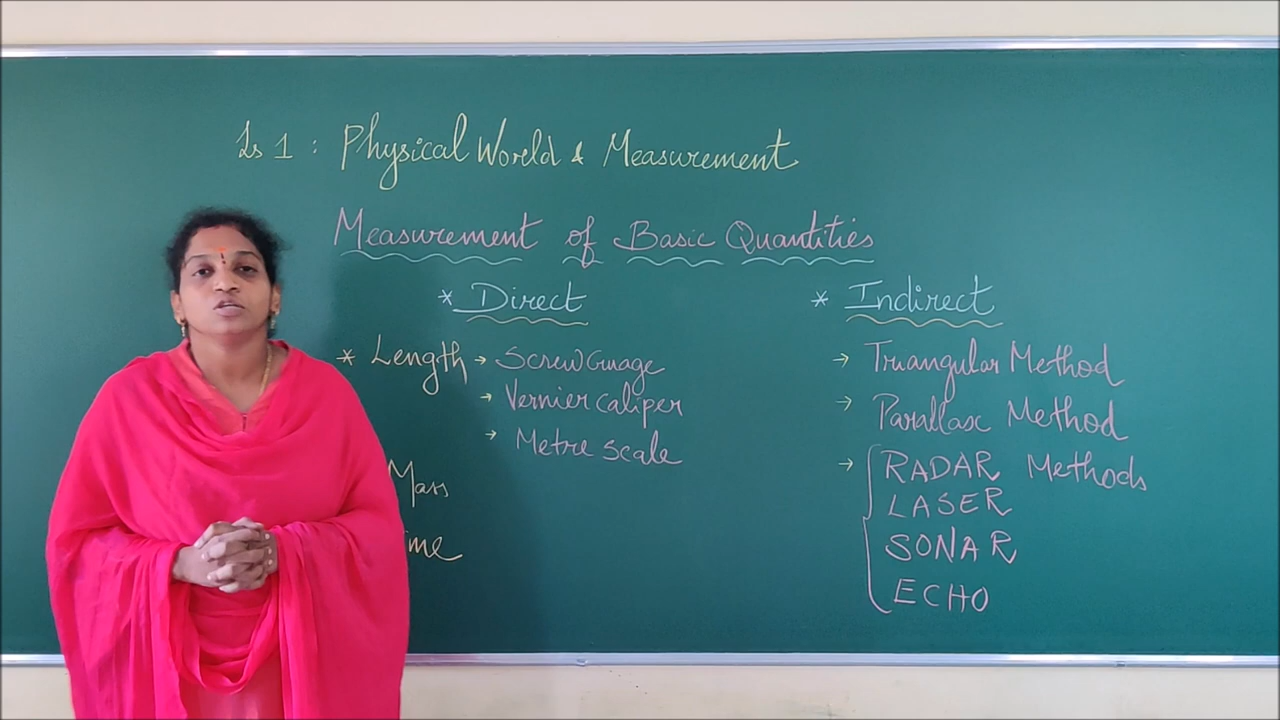 Ls 1 : Physical World & Measurement
Measurement of Basic Quantities
* Direct
* Length → Screw Guage
→ Vernier caliper
→ Metre scale
Mass
ime
* Indirect
→ Triangular Method
→ Parallax Method
→ RADAR Methods
LASER
SONAR
ECHO